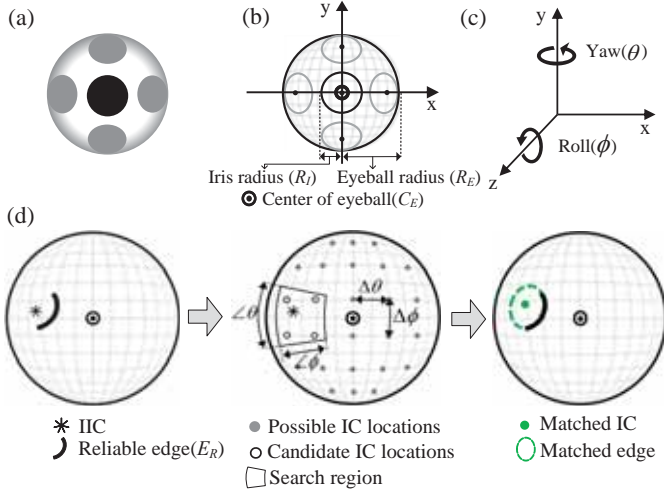 (a)
(b)
y
x
Iris radius (R_I)
Eyeball radius (R_E)
Center of eyeball(C_E)
(c)
y
Yaw(θ)
x
Roll(ϕ)
z
(d)
IIC
Reliable edge(E_R)
∠θ
∠ϕ
Δθ
Δϕ
Possible IC locations
Candidate IC locations
Search region
Matched IC
Matched edge